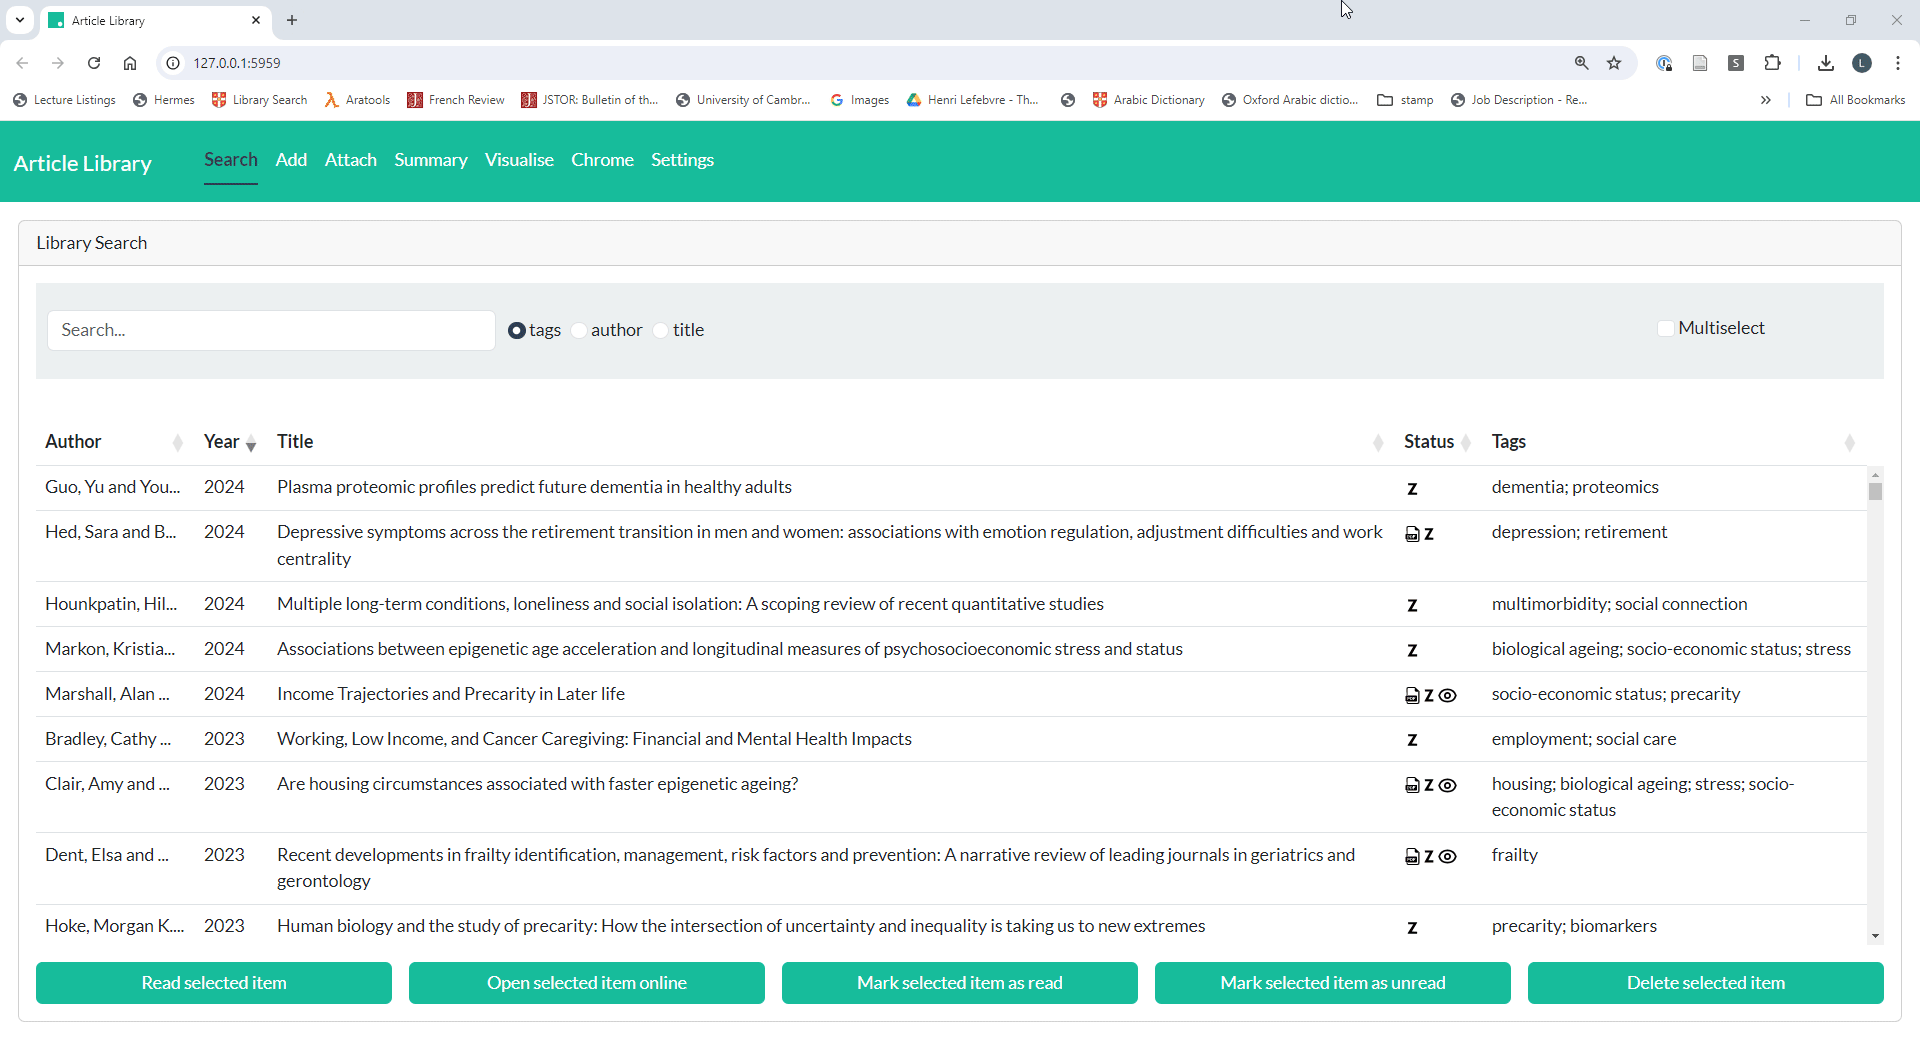 Article Library
127.0.0.1:5959
Lecture Listings Hermes Library Search Aratools French Review JSTOR: Bulletin of th... University of Cambr... Images Henri Lefebvre - Th... Arabic Dictionary Oxford Arabic dictio... stamp Job Description - Re... » All Bookmarks
Article Library Search Add Attach Summary Visualise Chrome Settings
Library Search
Search... tags author title Multiselect
Author Year Title Status Tags
Guo, Yu and You... 2024 Plasma proteomic profiles predict future dementia in healthy adults Z dementia; proteomics
Hed, Sara and B... 2024 Depressive symptoms across the retirement transition in men and women: associations with emotion regulation, adjustment difficulties and work Z depression; retirement
centrality
Hounkpatin, Hil... 2024 Multiple long-term conditions, loneliness and social isolation: A scoping review of recent quantitative studies Z multimorbidity; social connection
Markon, Kristia... 2024 Associations between epigenetic age acceleration and longitudinal measures of psychosocioeconomic stress and status Z biological ageing; socio-economic status; stress
Marshall, Alan ... 2024 Income Trajectories and Precarity in Later life Z socio-economic status; precarity
Bradley, Cathy ... 2023 Working, Low Income, and Cancer Caregiving: Financial and Mental Health Impacts Z employment; social care
Clair, Amy and ... 2023 Are housing circumstances associated with faster epigenetic ageing? Z housing; biological ageing; stress; socio-
economic status
Dent, Elsa and ... 2023 Recent developments in frailty identification, management, risk factors and prevention: A narrative review of leading journals in geriatrics and Z frailty
gerontology
Hoke, Morgan K.... 2023 Human biology and the study of precarity: How the intersection of uncertainty and inequality is taking us to new extremes Z precarity; biomarkers
Read selected item Open selected item online Mark selected item as read Mark selected item as unread Delete selected item